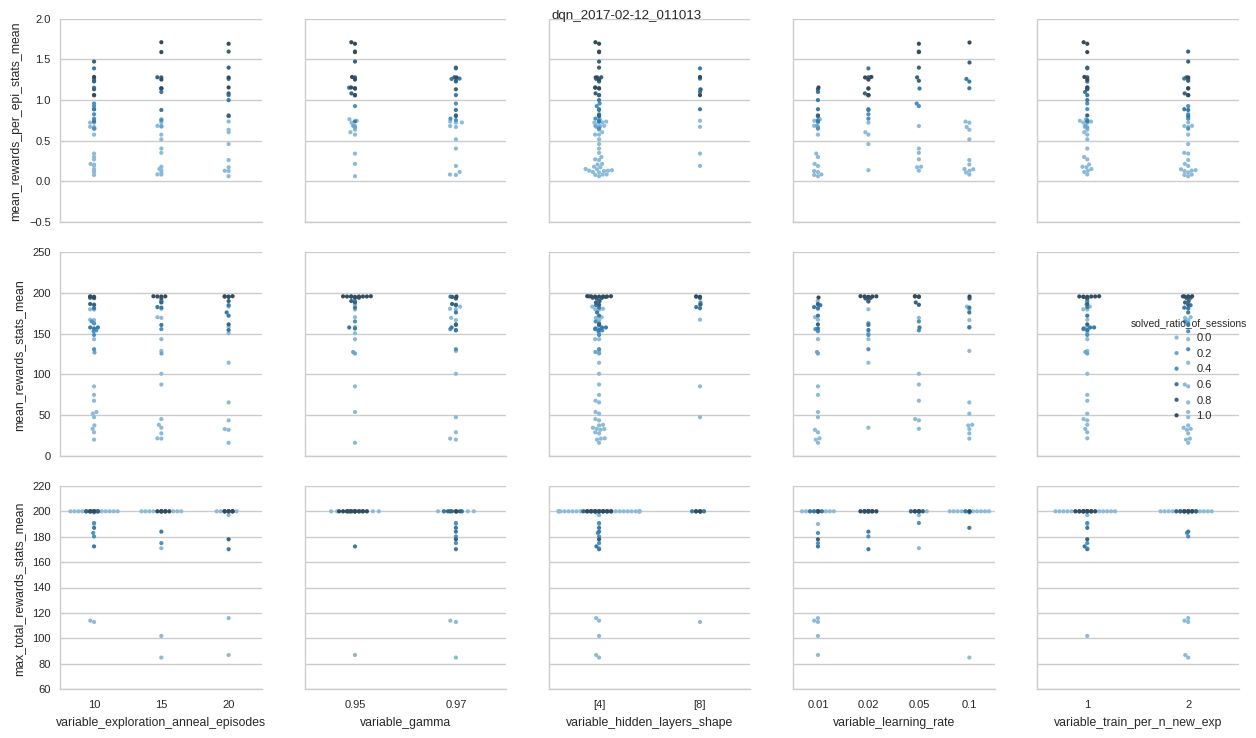 dqn_2017-02-12_011013
mean_rewards_per_epi_stats_mean
2.0
1.5
1.0
0.5
0.0
−0.5
mean_rewards_stats_mean
250
200
150
100
50
0
solved_ratio_of_sessions
0.0
0.2
0.4
0.6
0.8
1.0
max_total_rewards_stats_mean
220
200
180
160
140
120
100
80
60
10 15 20
variable_exploration_anneal_episodes
0.95 0.97
variable_gamma
[4] [8]
variable_hidden_layers_shape
0.01 0.02 0.05 0.1
variable_learning_rate
1 2
variable_train_per_n_new_exp